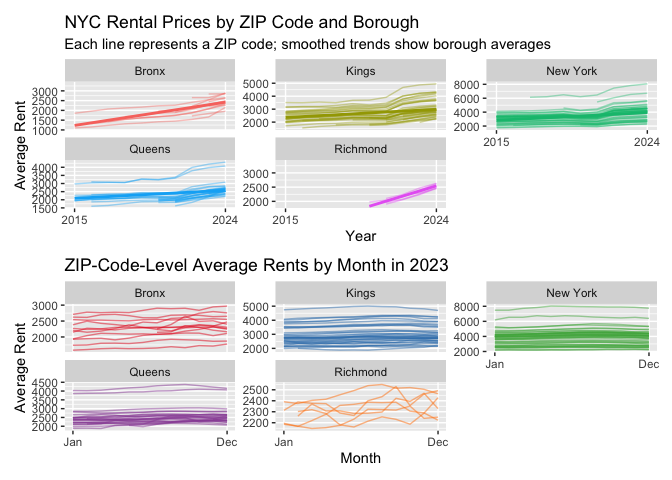 NYC Rental Prices by ZIP Code and Borough
Each line represents a ZIP code; smoothed trends show borough averages
Bronx
Kings
New York
3000
2500
2000
1500
1000
5000
4000
3000
2000
8000
6000
4000
2000
2015
2024
Queens
Richmond
4000
3500
3000
2500
2000
1500
3000
2500
2000
2015
2024
2015
2024
Average Rent
Year
ZIP-Code-Level Average Rents by Month in 2023
Bronx
Kings
New York
3000
2500
2000
5000
4000
3000
2000
8000
6000
4000
2000
Jan
Dec
Queens
Richmond
4500
4000
3500
3000
2500
2000
2500
2400
2300
2200
Jan
Dec
Jan
Dec
Average Rent
Month